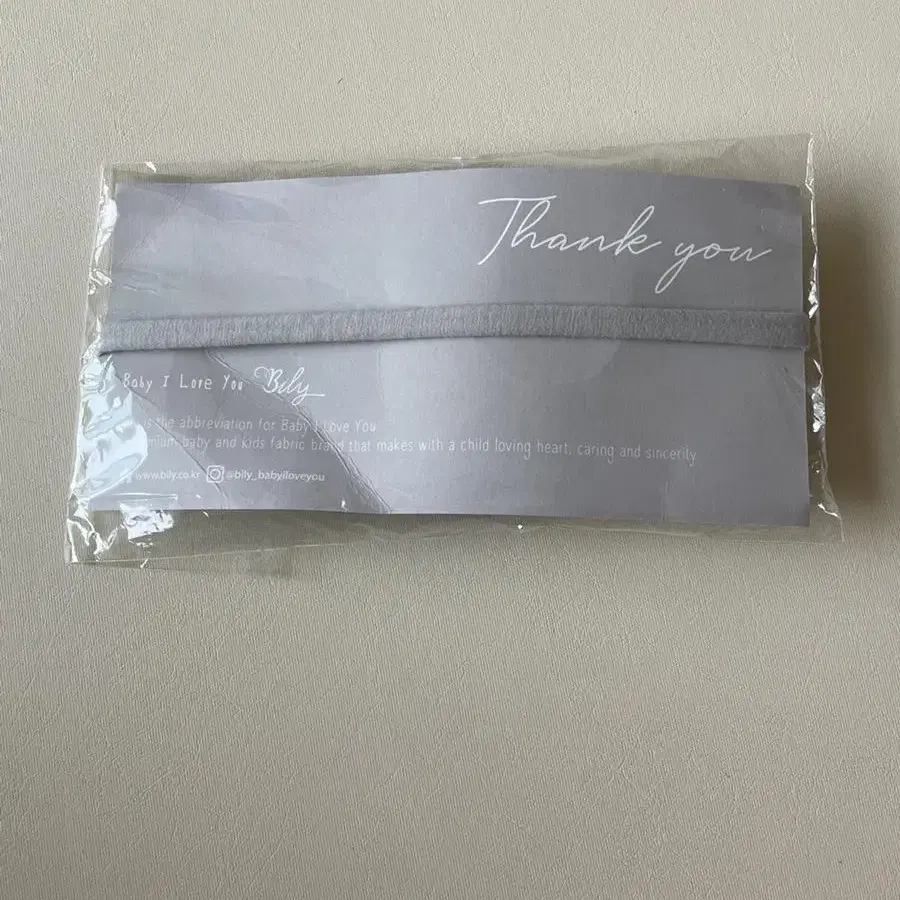 Thank you
Baby I Love You Bily
is the abbreviation for Baby I Love You
baby and kids fabric brand that makes with a child loving heart, caring and sincerity
www.bily.co.kr @bily_babyiloveyou